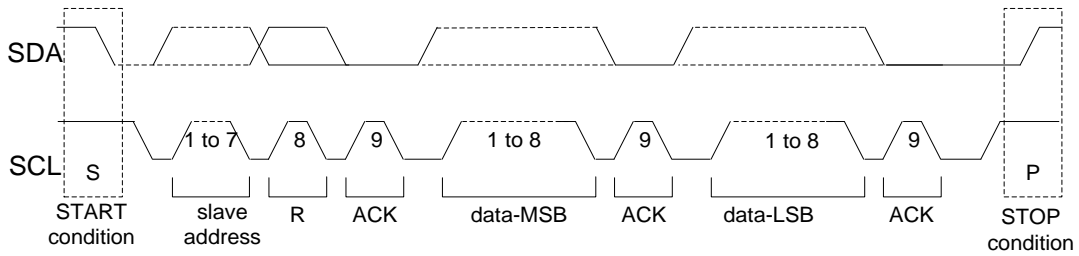 SDA
1 to 7
8
9
1 to 8
9
1 to 8
9
SCL
S
P
START
condition
slave
address
R
ACK
data-MSB
ACK
data-LSB
ACK
STOP
condition